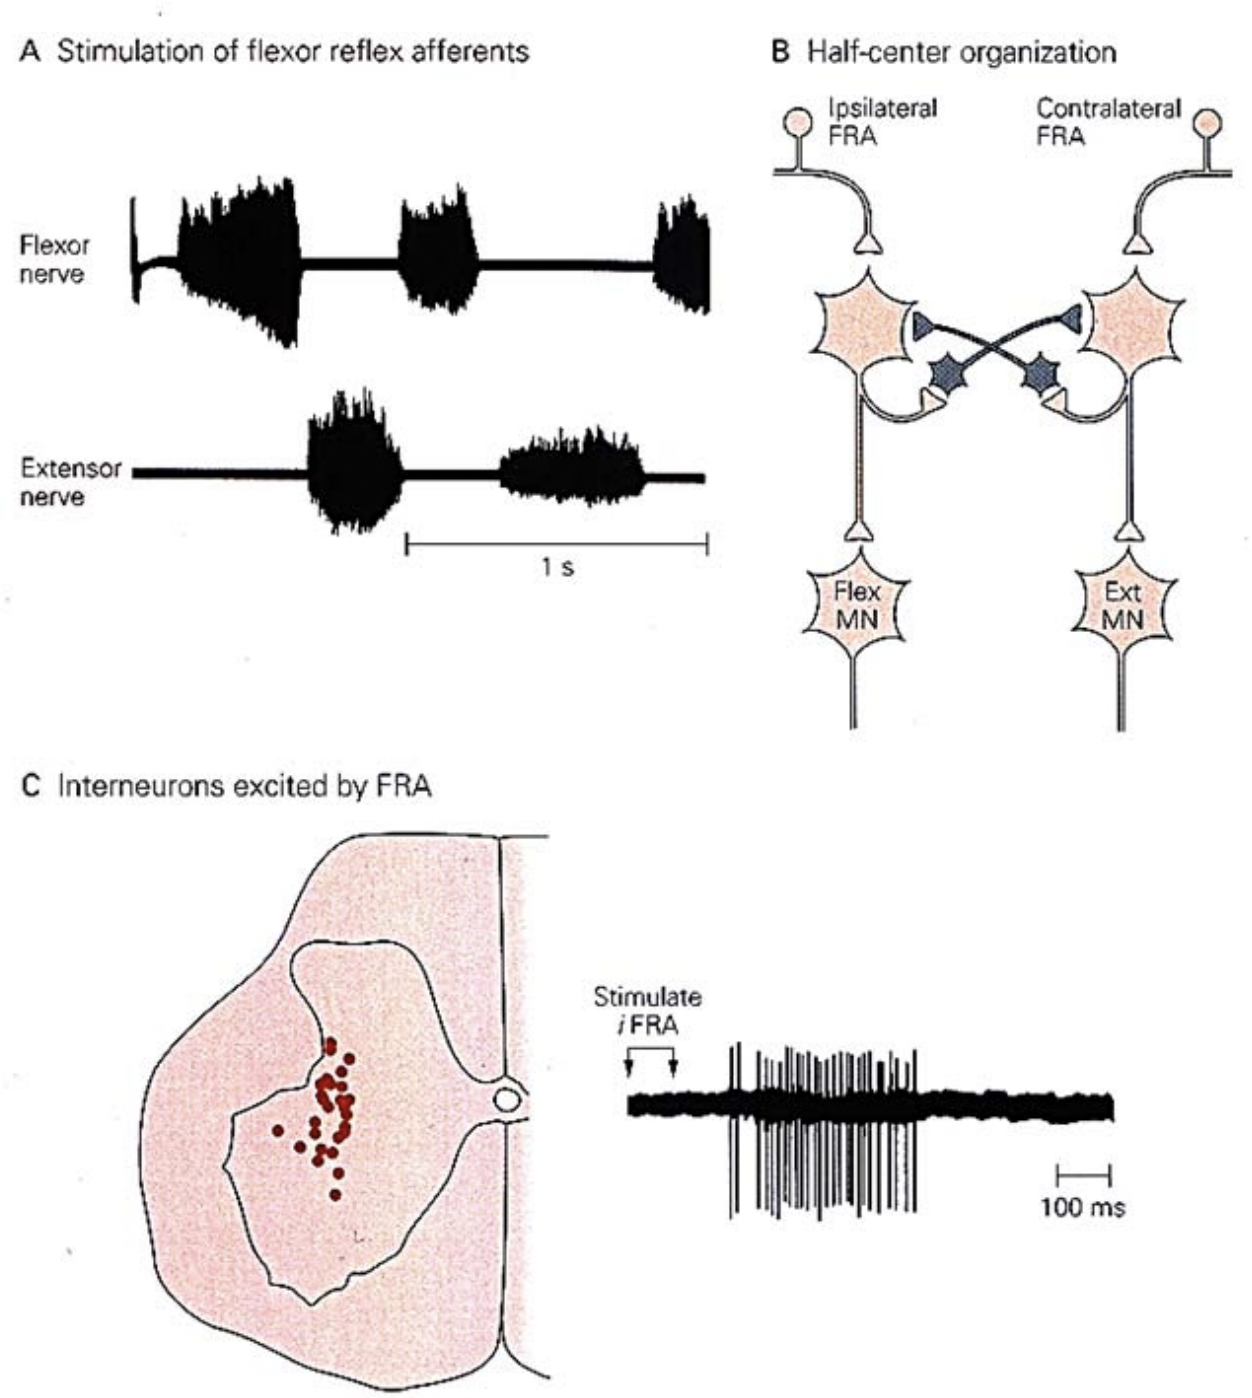 A Stimulation of flexor reflex afferents
Flexor
nerve
Extensor
nerve
1 s
B Half-center organization
Ipsilateral
FRA
Contralateral
FRA
Flex
MN
Ext
MN
C Interneurons excited by FRA
Stimulate
i FRA
100 ms